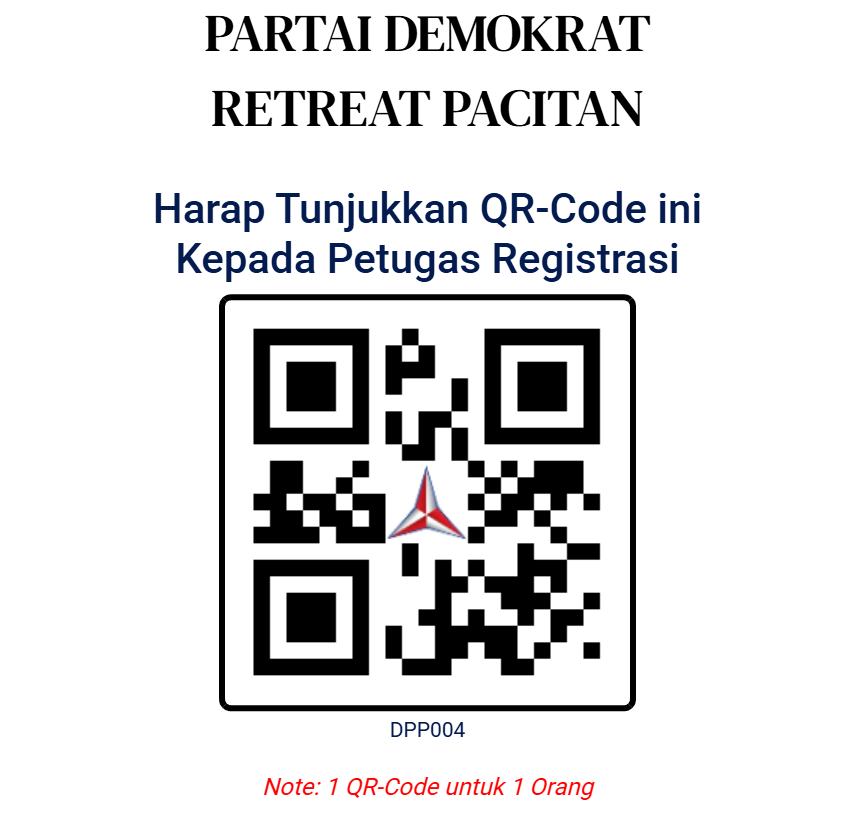 PARTAI DEMOKRAT
RETREAT PACITAN
Harap Tunjukkan QR-Code ini
Kepada Petugas Registrasi
DPP004
Note: 1 QR-Code untuk 1 Orang